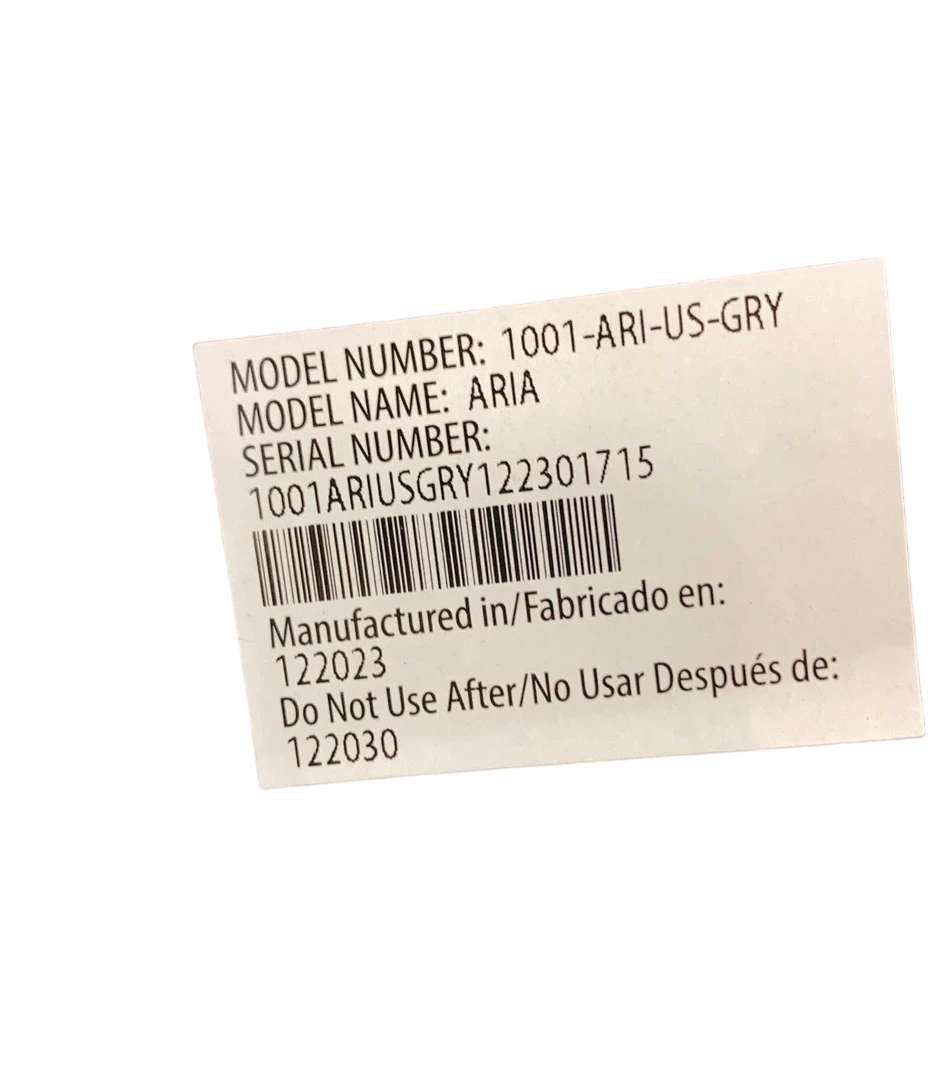 MODEL NUMBER: 1001-ARI-US-GRY
MODEL NAME: ARIA
SERIAL NUMBER:
1001ARIUSGRY122301715
Manufactured in/Fabricado en:
122023
Do Not Use After/No Usar Después de:
122030